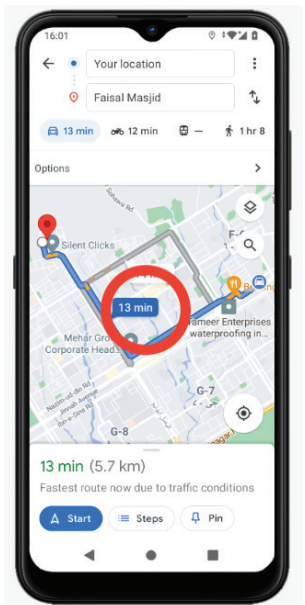 16:01
Your location
Faisal Masjid
13 min
12 min
—
1 hr 8
Options
Silent Clicks
13 min
Tameer Enterprises
waterproofing in...
Mehar Gro
Corporate Head...
Jinnah Avenue
G-7
G-8
13 min (5.7 km)
Fastest route now due to traffic conditions
Start
Steps
Pin